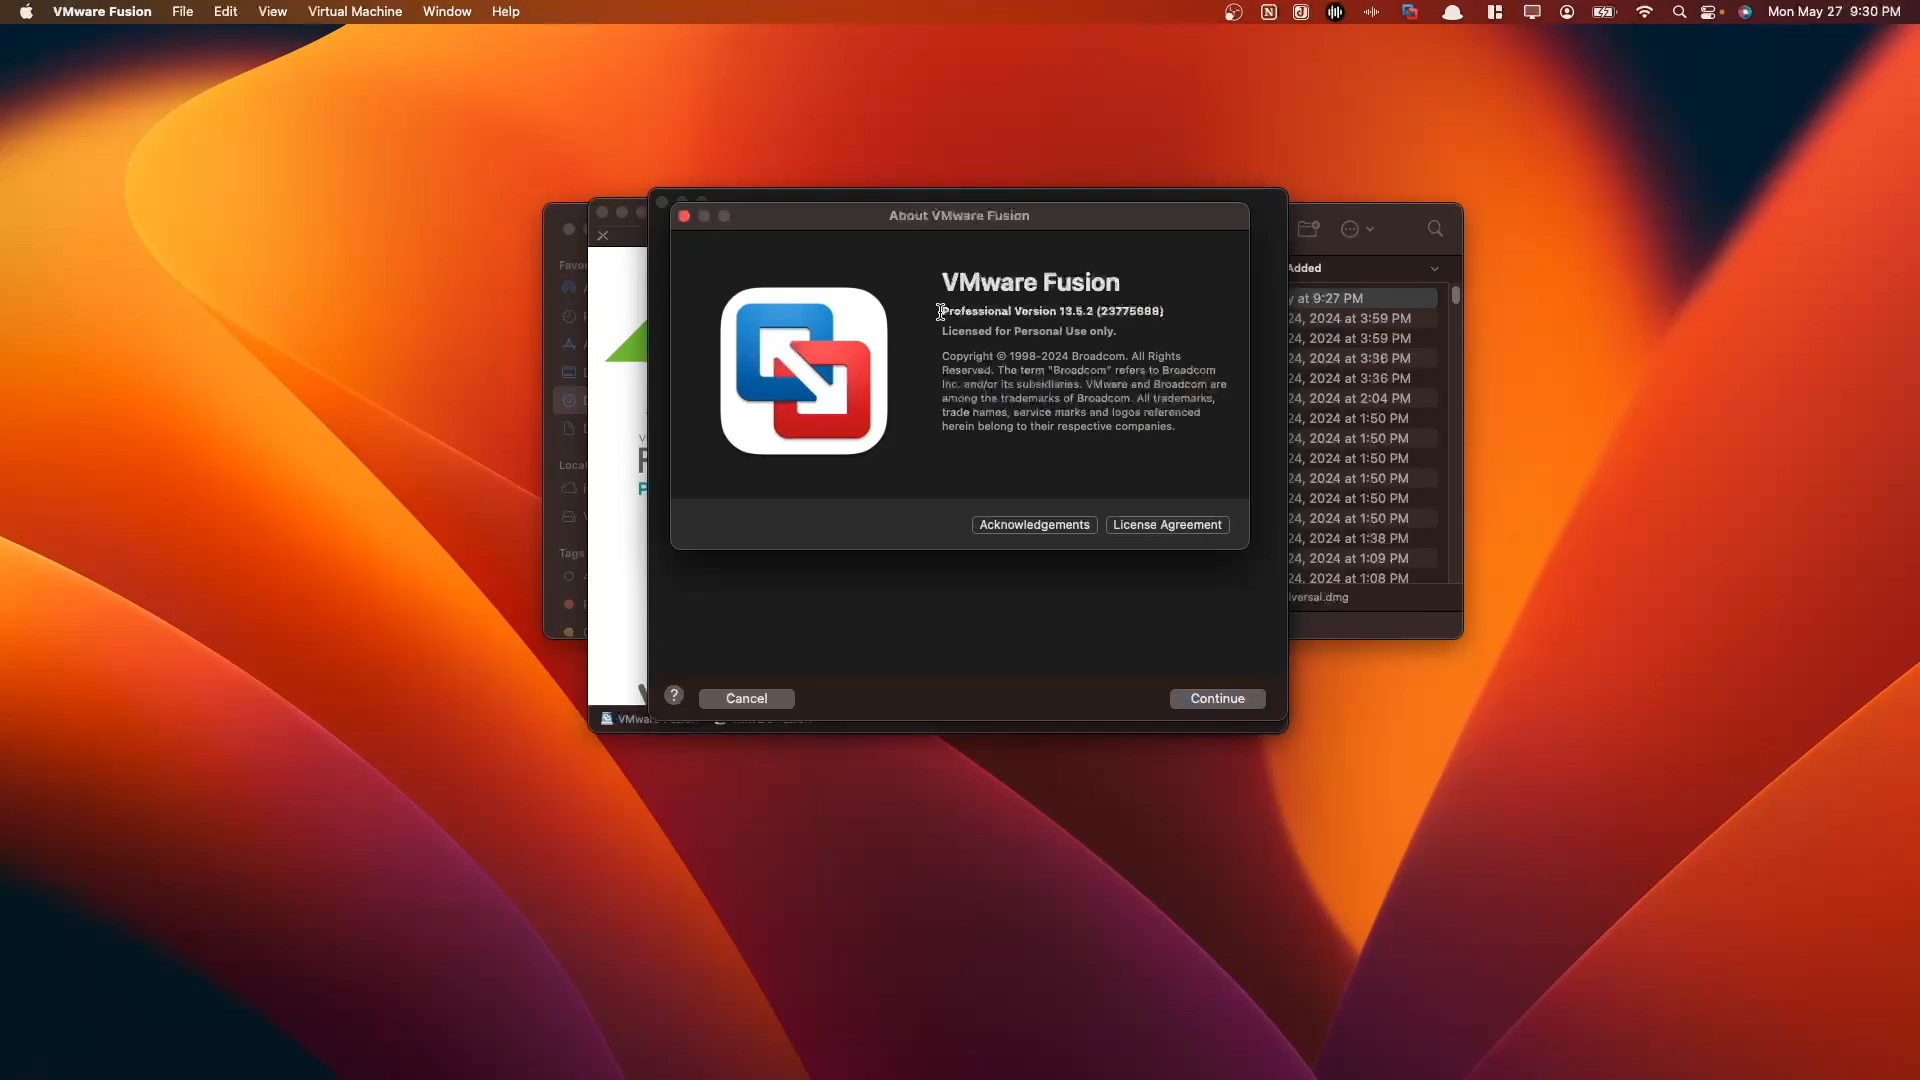 VMware Fusion File Edit View Virtual Machine Window Help
Mon May 27 9:30 PM
About VMware Fusion
VMware Fusion
Professional Version 13.5.2 (23775688)
Licensed for Personal Use only.
Copyright © 1998-2024 Broadcom. All Rights
Reserved. The term "Broadcom" refers to Broadcom
Inc. and/or its subsidiaries. VMware and Broadcom are
among the trademarks of Broadcom. All trademarks,
trade names, service marks and logos referenced
herein belong to their respective companies.
Acknowledgements License Agreement
? Cancel Continue
Favor
Locat
Tags
Added
y at 9:27 PM
24, 2024 at 3:59 PM
24, 2024 at 3:59 PM
24, 2024 at 3:36 PM
24, 2024 at 3:36 PM
24, 2024 at 2:04 PM
24, 2024 at 1:50 PM
24, 2024 at 1:50 PM
24, 2024 at 1:50 PM
24, 2024 at 1:50 PM
24, 2024 at 1:50 PM
24, 2024 at 1:50 PM
24, 2024 at 1:38 PM
24, 2024 at 1:09 PM
24, 2024 at 1:08 PM
iversal.dmg